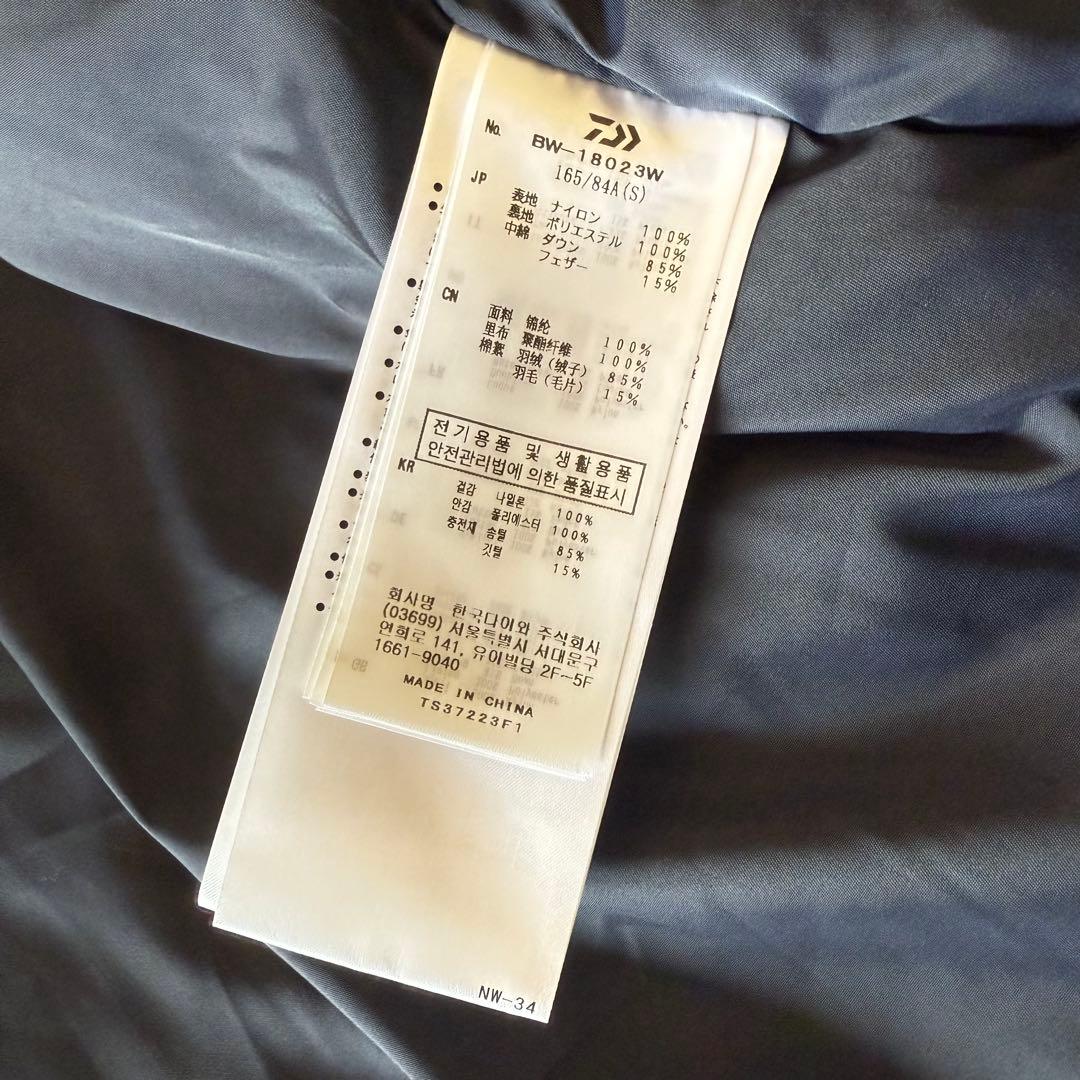 No. BW-18023W
165/84A(S)
JP
表地 ナイロン 100%
裏地 ポリエステル 100%
中綿 ダウン 85%
フェザー 15%
CN
面料 锦纶 100%
里布 聚酯纤维 100%
棉絮 羽绒(绒子) 85%
羽毛(毛片) 15%
전기용품 및 생활용품
안전관리법에 의한 품질표시
KR
겉감 나일론 100%
안감 폴리에스터 100%
충전재 솜털 85%
깃털 15%
회사명 한국다이와 주식회사
(03699) 서울특별시 서대문구
연희로 141, 유이빌딩 2F~5F
1661-9040
MADE IN CHINA
TS37223F1
NW-34